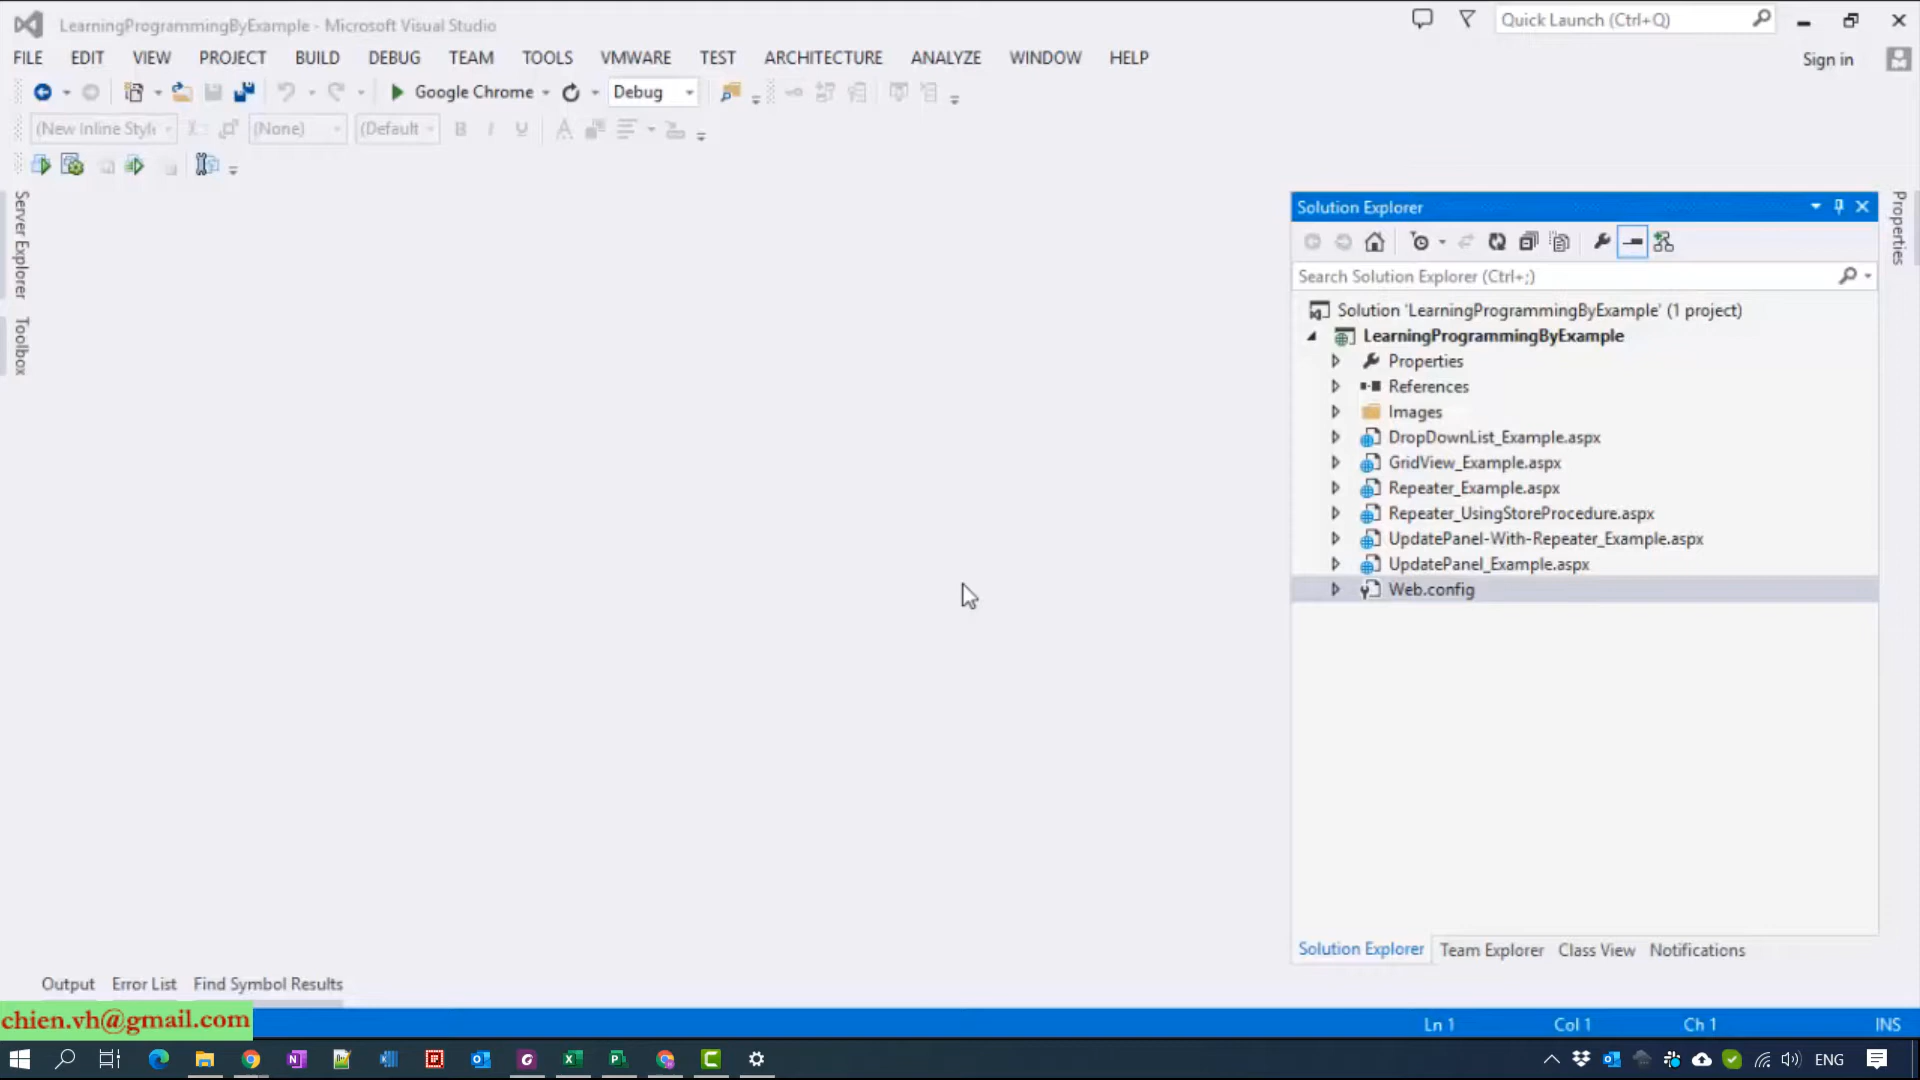 LearningProgrammingByExample - Microsoft Visual Studio
Quick Launch (Ctrl+Q)
FILE EDIT VIEW PROJECT BUILD DEBUG TEAM TOOLS VMWARE TEST ARCHITECTURE ANALYZE WINDOW HELP
Sign in
Google Chrome Debug
(New Inline Style (None) (Default B I U A
Server Explorer
Toolbox
Solution Explorer
Properties
Search Solution Explorer (Ctrl+;)
Solution 'LearningProgrammingByExample' (1 project)
LearningProgrammingByExample
Properties
References
Images
DropDownList_Example.aspx
GridView_Example.aspx
Repeater_Example.aspx
Repeater_UsingStoreProcedure.aspx
UpdatePanel-With-Repeater_Example.aspx
UpdatePanel_Example.aspx
Web.config
Solution Explorer Team Explorer Class View Notifications
Output Error List Find Symbol Results
chien.vh@gmail.com
Ln 1 Col 1 Ch 1 INS
ENG